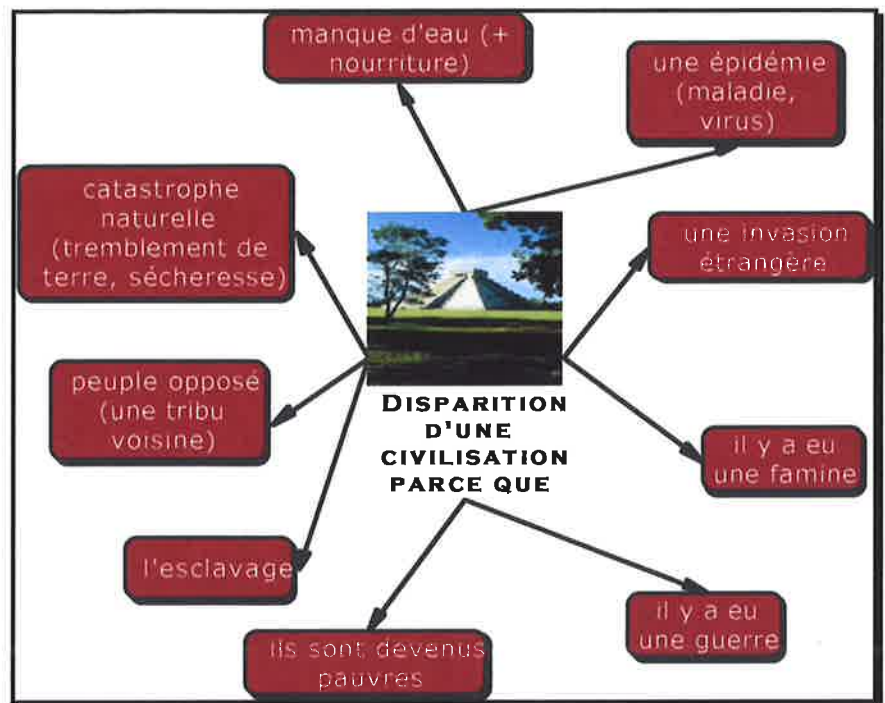 manque d'eau (+
nourriture)
une épidémie
(maladie,
virus)
catastrophe
naturelle
(tremblement de
terre, sécheresse)
une invasion
étrangère
peuple opposé
(une tribu
voisine)
DISPARITION
D'UNE
CIVILISATION
PARCE QUE
il y a eu
une famine
l'esclavage
ils sont devenus
pauvres
il y a eu
une guerre